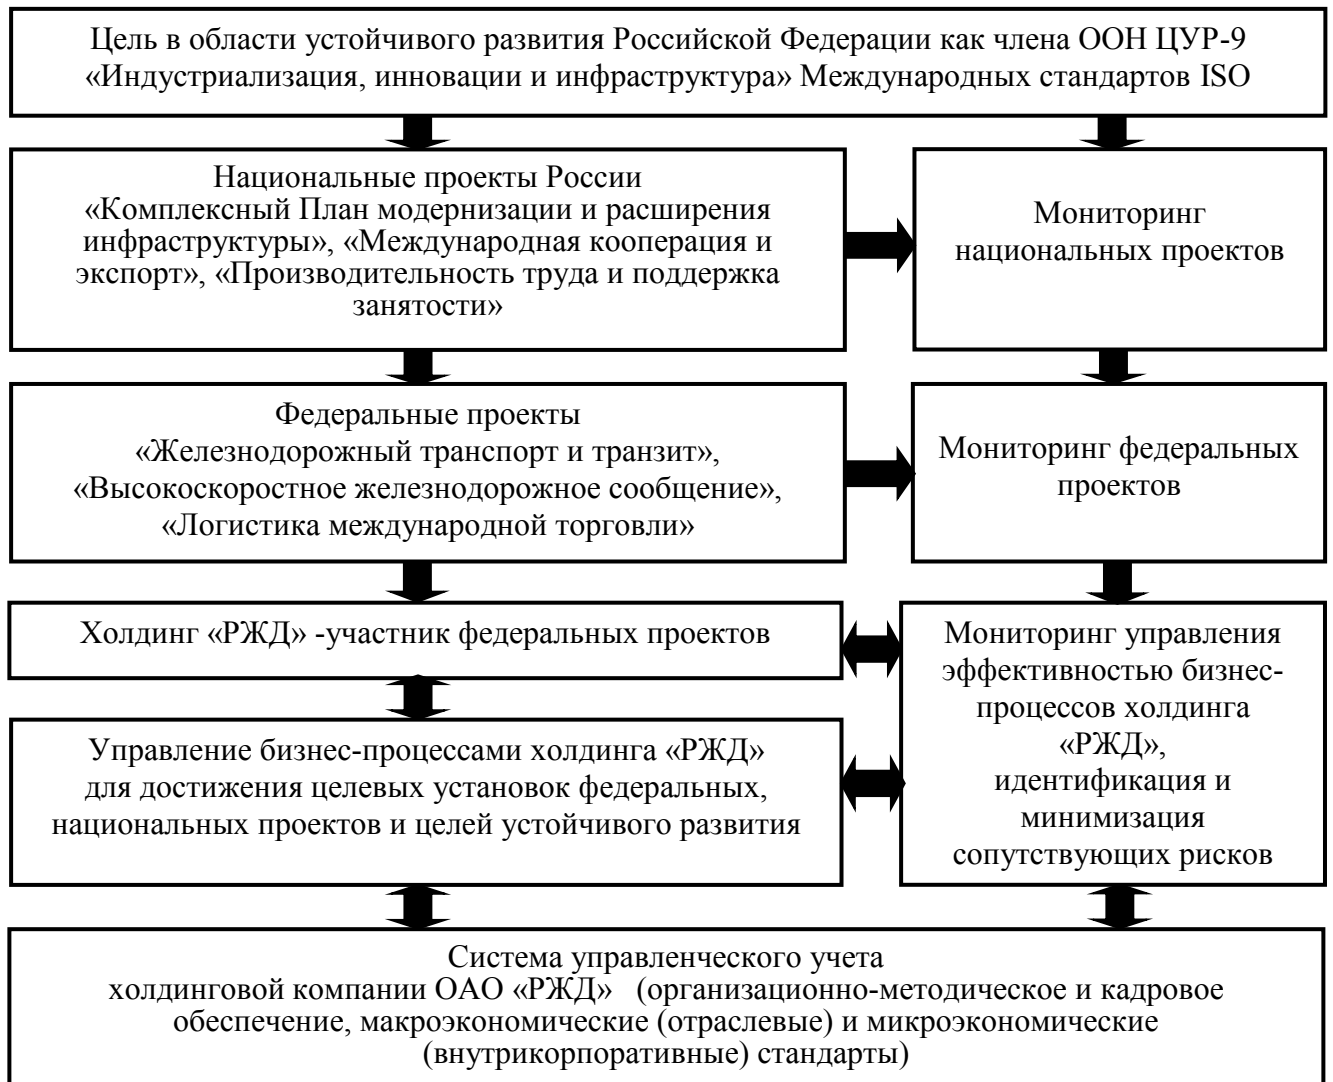 Цель в области устойчивого развития Российской Федерации как члена ООН ЦУР-9
«Индустриализация, инновации и инфраструктура» Международных стандартов ISO
Национальные проекты России
«Комплексный План модернизации и расширения
инфраструктуры», «Международная кооперация и
экспорт», «Производительность труда и поддержка
занятости»
Мониторинг
национальных проектов
Федеральные проекты
«Железнодорожный транспорт и транзит»,
«Высокоскоростное железнодорожное сообщение»,
«Логистика международной торговли»
Мониторинг федеральных
проектов
Холдинг «РЖД» -участник федеральных проектов
Управление бизнес-процессами холдинга «РЖД»
для достижения целевых установок федеральных,
национальных проектов и целей устойчивого развития
Мониторинг управления
эффективностью бизнес-
процессов холдинга
«РЖД»,
идентификация и
минимизация
сопутствующих рисков
Система управленческого учета
холдинговой компании ОАО «РЖД» (организационно-методическое и кадровое
обеспечение, макроэкономические (отраслевые) и микроэкономические
(внутрикорпоративные) стандарты)